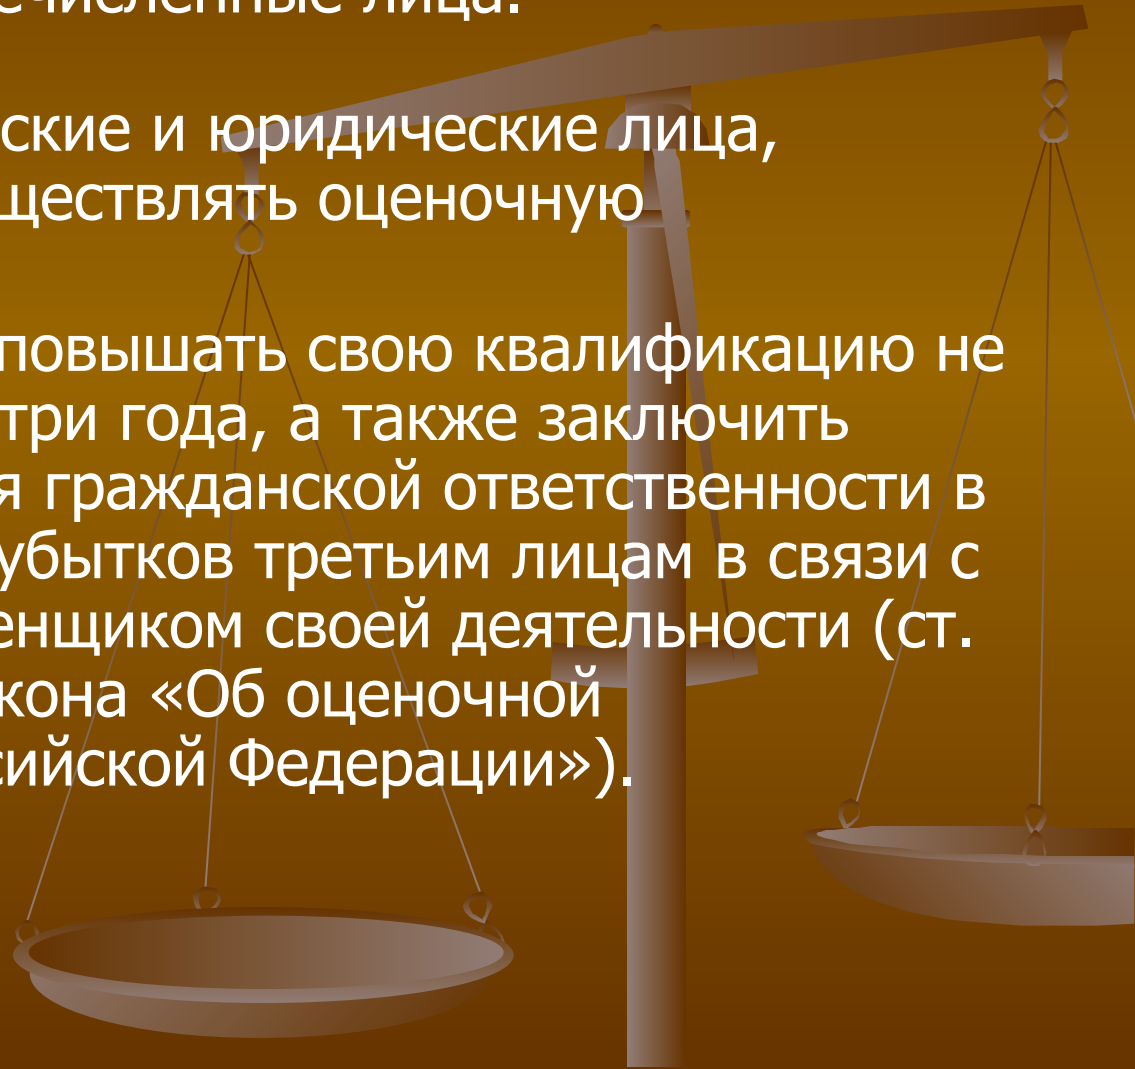 ечисленные лица.
ские и юридические лица,
ществлять оценочную
повышать свою квалификацию не
три года, а также заключить
я гражданской ответственности в
убытков третьим лицам в связи с
енщиком своей деятельности (ст.
кона «Об оценочной
сийской Федерации»).